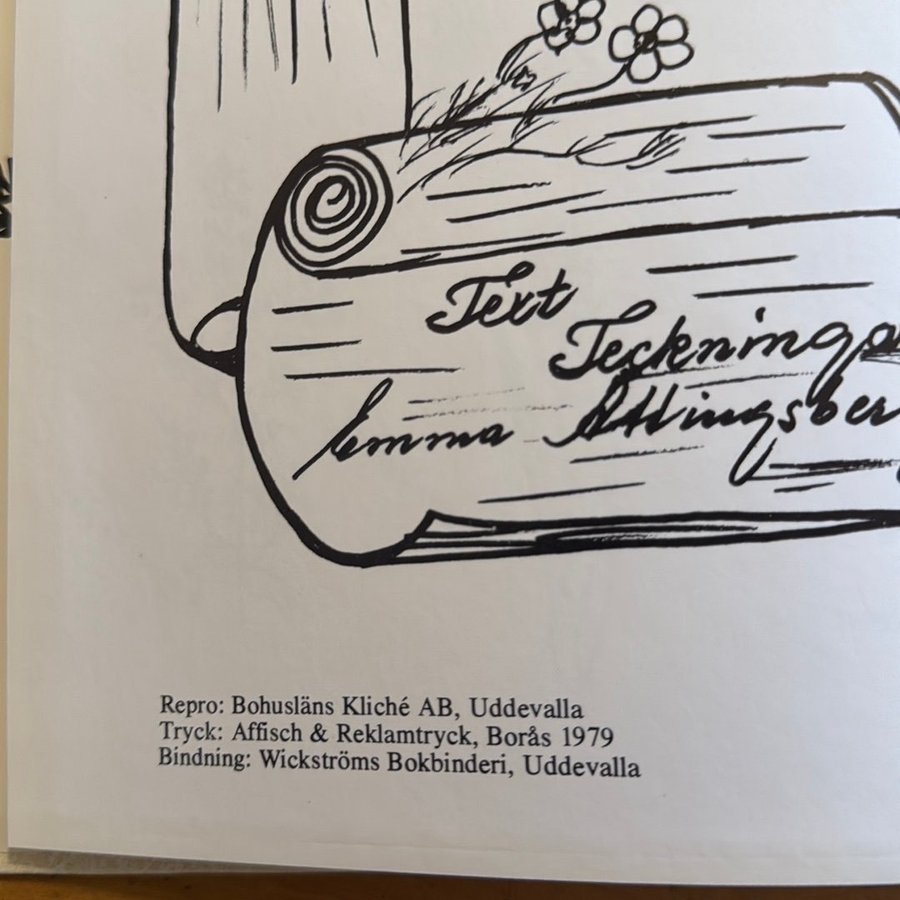 Text
Emma
Repro: Bohusläns Kliché AB, Uddevalla
Tryck: Affisch & Reklamtryck, Borås 1979
Bindning: Wickströms Bokbinderi, Uddevalla